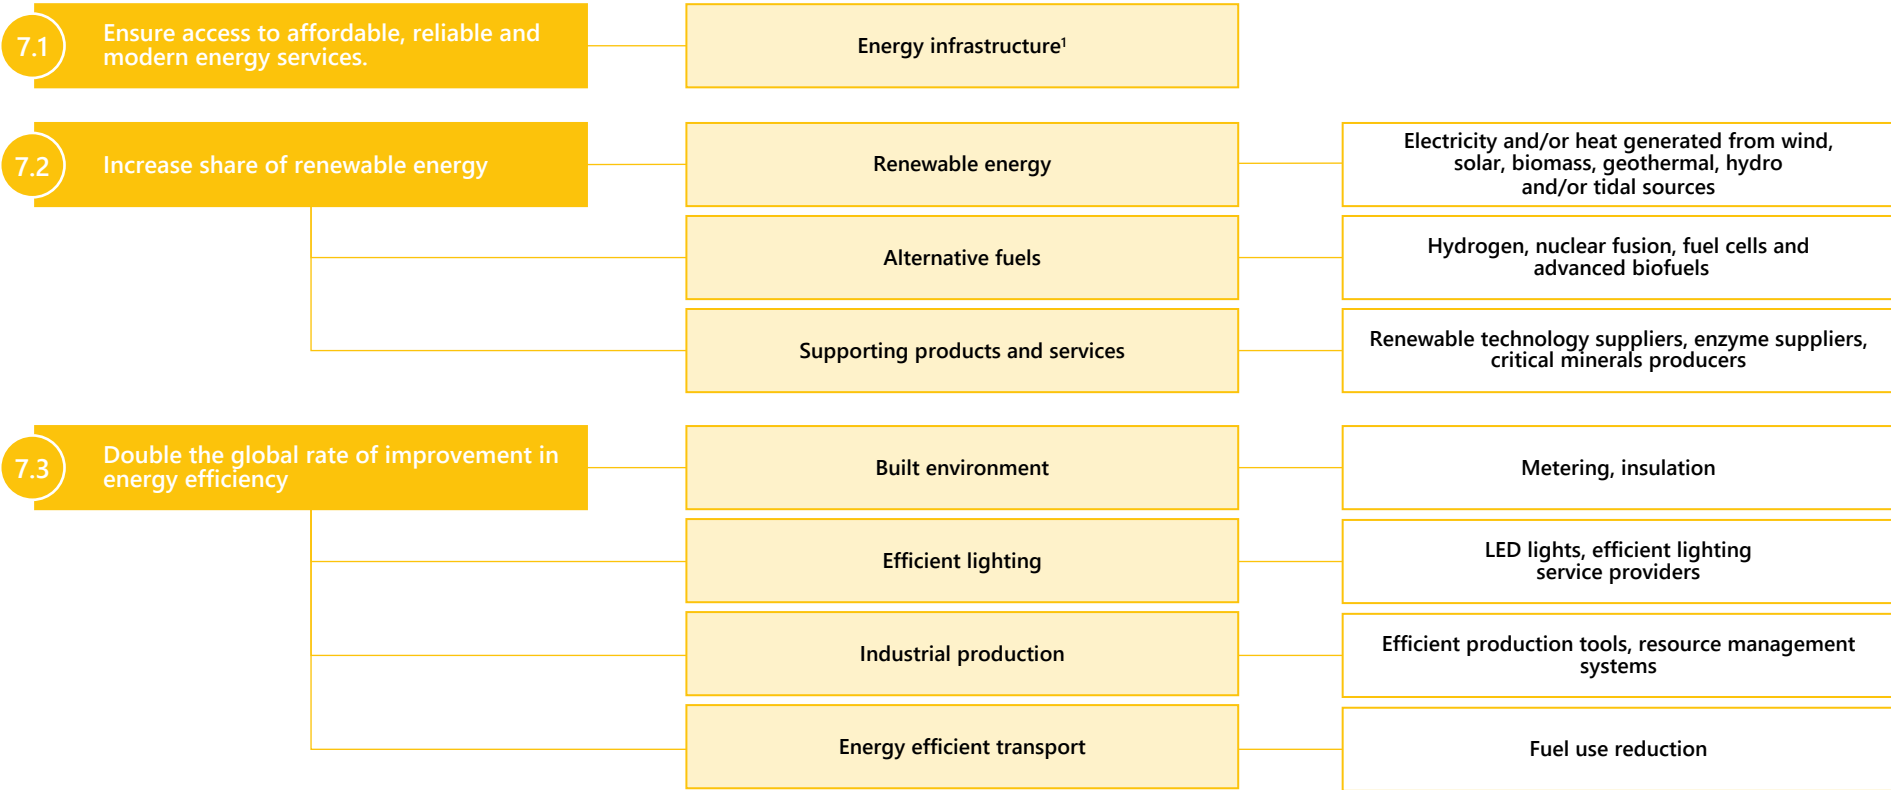 7.1
Ensure access to affordable, reliable and
modern energy services.
Energy infrastructure¹
7.2
Increase share of renewable energy
Renewable energy
Electricity and/or heat generated from wind,
solar, biomass, geothermal, hydro
and/or tidal sources
Alternative fuels
Hydrogen, nuclear fusion, fuel cells and
advanced biofuels
Supporting products and services
Renewable technology suppliers, enzyme suppliers,
critical minerals producers
7.3
Double the global rate of improvement in
energy efficiency
Built environment
Metering, insulation
Efficient lighting
LED lights, efficient lighting
service providers
Industrial production
Efficient production tools, resource management
systems
Energy efficient transport
Fuel use reduction